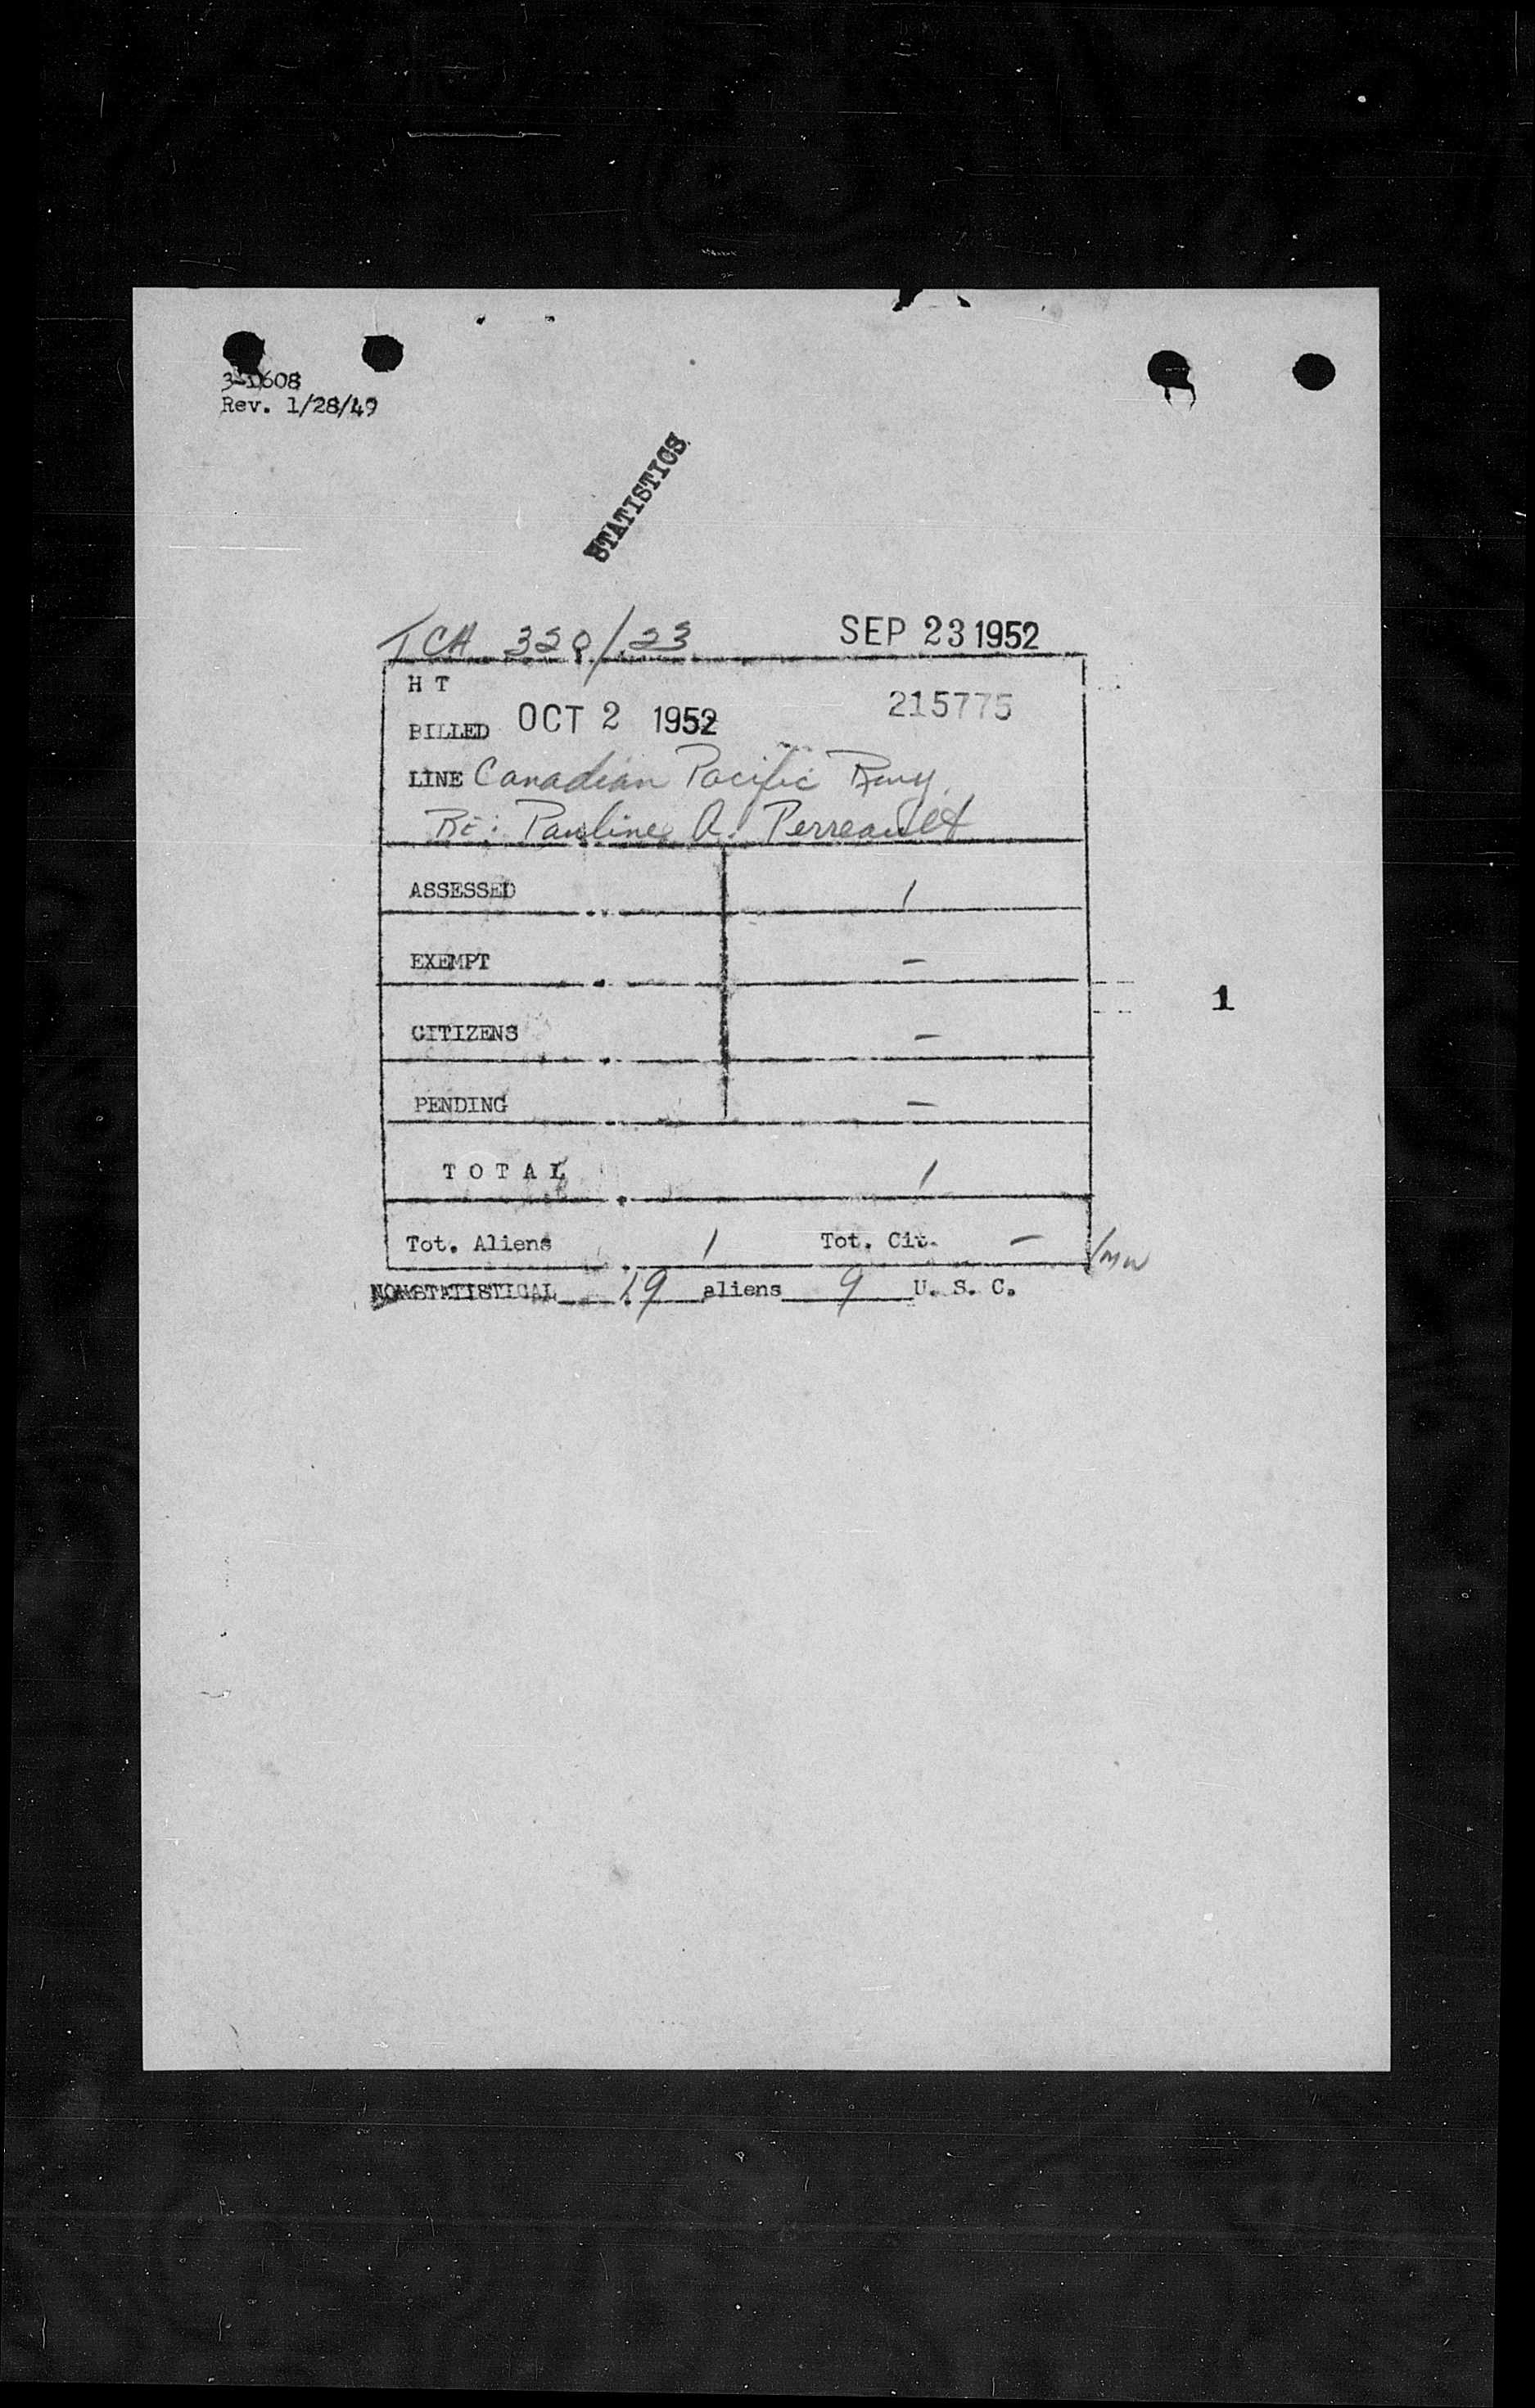 3-1608
Rev. 1/28/49
STATISTICS
TCA 328/23 SEP 23 1952
H T
BILLED OCT 2 1952 215775
LINE Canadian Pacific Rwy.
Re: Pauline A. Perreault
ASSESSED 1
EXEMPT –
1
CITIZENS –
PENDING –
TOTAL 1
Tot. Aliens 1 Tot. Cit. –
NONSTATISTICAL 19 aliens 9 U. S. C.